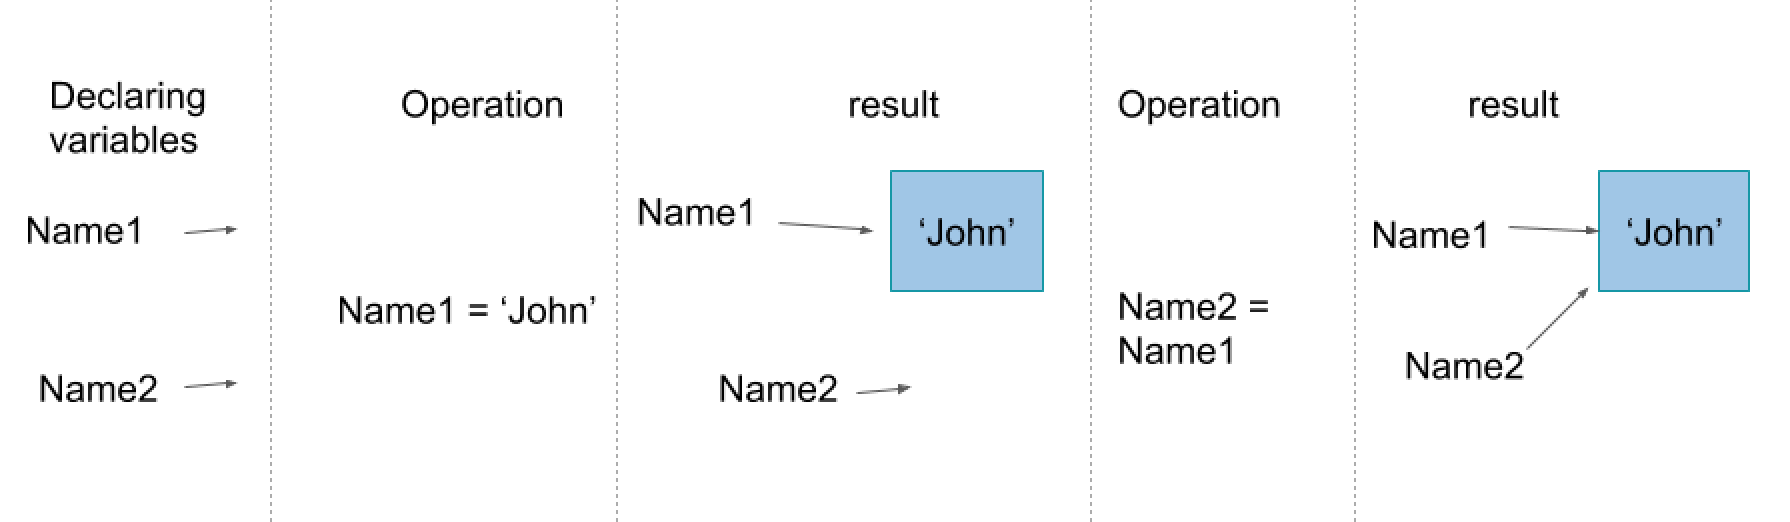 Declaring
variables
Name1
Name2
Operation
Name1 = ‘John’
result
Name1
‘John’
Name2
Operation
Name2 =
Name1
result
Name1
‘John’
Name2